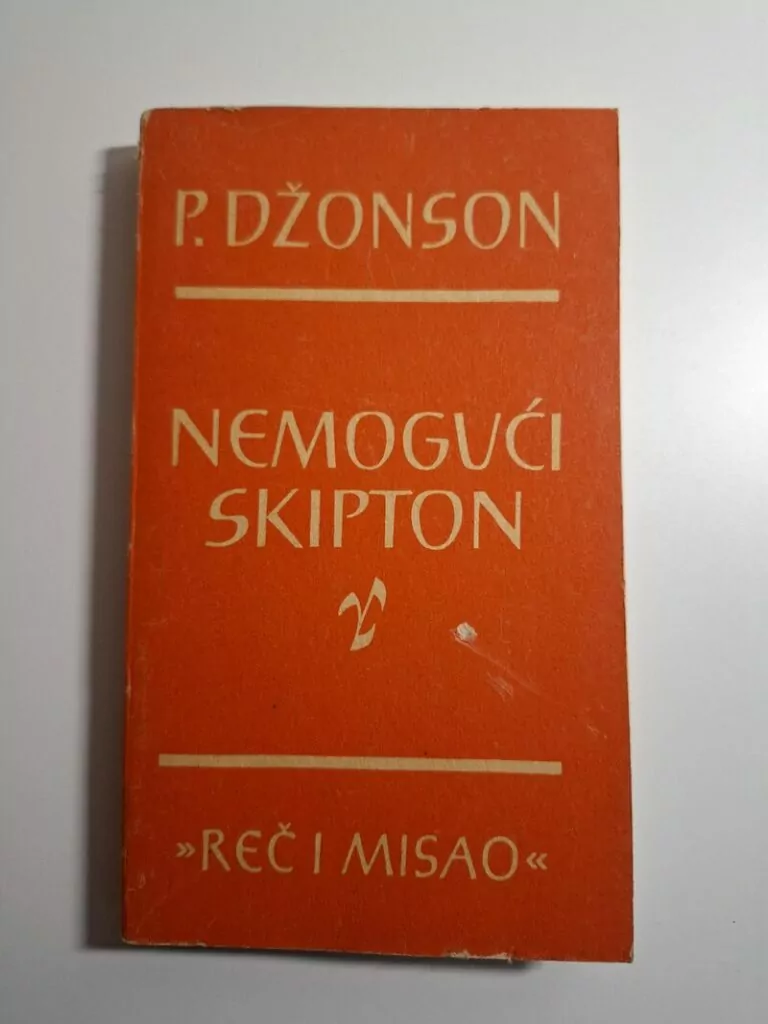 P. DŽONSON
NEMOGUĆI
SKIPTON
»REČ I MISAO«